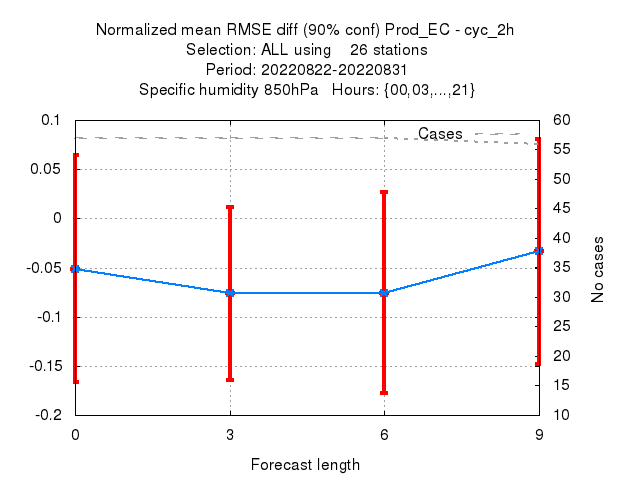 Normalized mean RMSE diff (90% conf) Prod_EC - cyc_2h
Selection: ALL using    26 stations
Period: 20220822-20220831
Specific humidity 850hPa   Hours: {00,03,...,21}
0.1
0.05
0
-0.05
-0.1
-0.15
-0.2
Cases
60
55
50
45
40
35
30
25
20
15
10
No cases
0 3 6 9
Forecast length